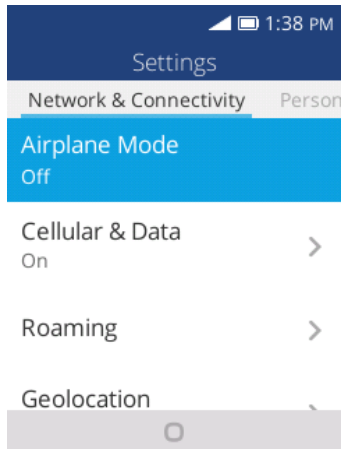 1:38 PM
Settings
Network & Connectivity
Airplane Mode
Off
Cellular & Data
On
Roaming
Geolocation